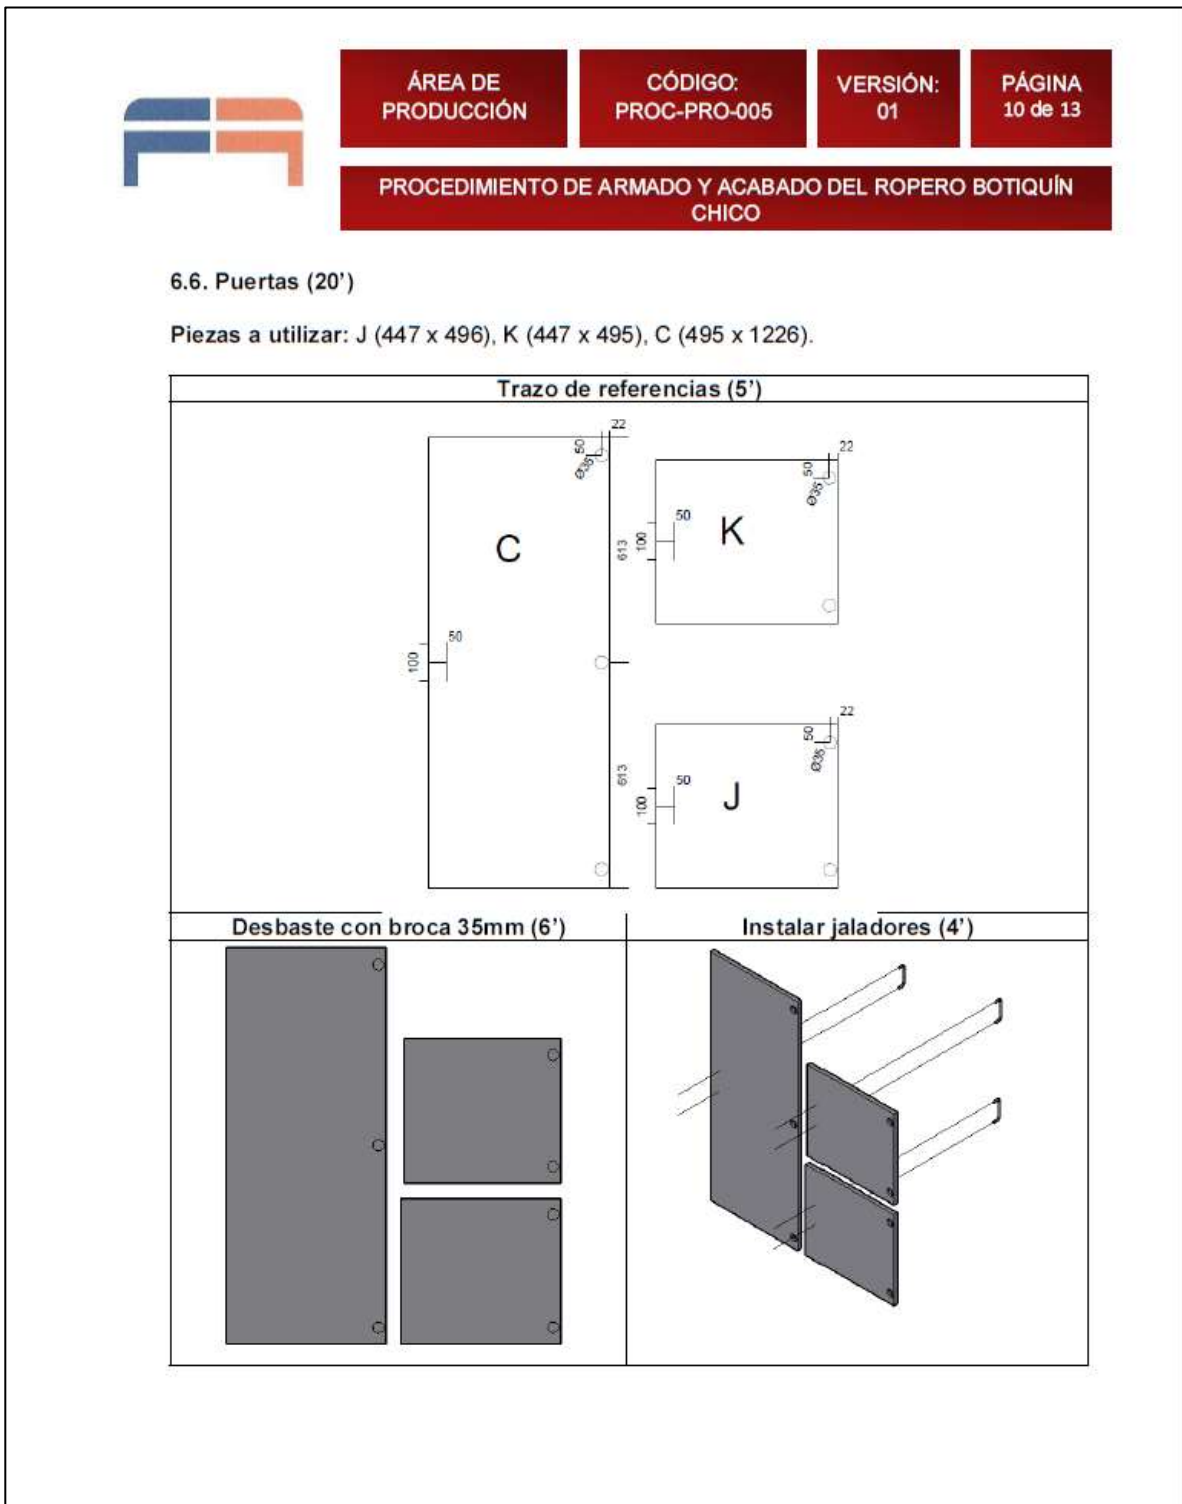 ÁREA DE
PRODUCCIÓN
CÓDIGO:
PROC-PRO-005
VERSIÓN:
01
PÁGINA
10 de 13
PROCEDIMIENTO DE ARMADO Y ACABADO DEL ROPERO BOTIQUÍN
CHICO
6.6. Puertas (20’)
Piezas a utilizar: J (447 x 496), K (447 x 495), C (495 x 1226).
Trazo de referencias (5’)
22
50
Ø35
C
613
50
100
613
22
50
Ø35
50
100
K
22
50
Ø35
50
100
J
Desbaste con broca 35mm (6’)
Instalar jaladores (4’)